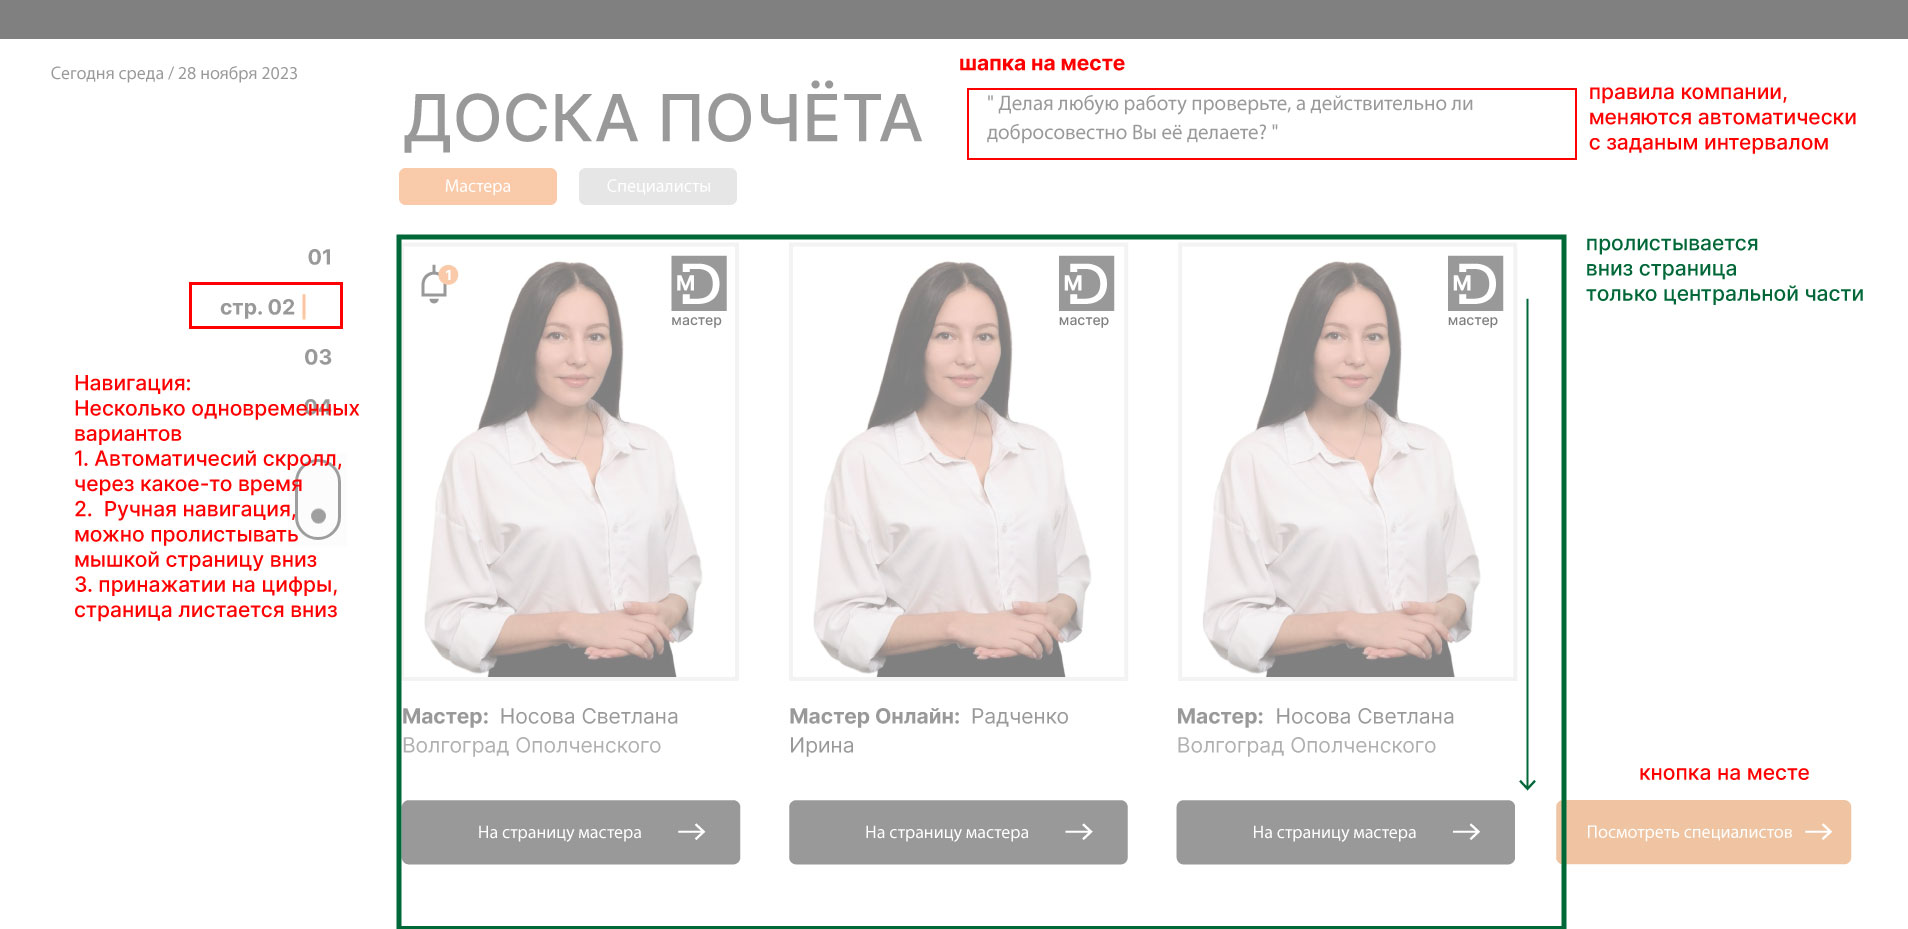 Сегодня среда / 28 ноября 2023
шапка на месте
ДОСКА ПОЧЁТА
" Делая любую работу проверьте, а действительно ли
добросовестно Вы её делаете? "
правила компании,
меняются автоматически
с заданым интервалом
Мастера
Специалисты
пролистывается
вниз страница
только центральной части
01
стр. 02
03
04
Навигация:
Несколько одновременных
вариантов
1. Автоматичесий скролл,
через какое-то время
2. Ручная навигация,
можно пролистывать
мышкой страницу вниз
3. принажатии на цифры,
страница листается вниз
1
MD
мастер
MD
мастер
MD
мастер
Мастер: Носова Светлана
Волгоград Ополченского
Мастер Онлайн: Радченко
Ирина
Мастер: Носова Светлана
Волгоград Ополченского
кнопка на месте
На страницу мастера
На страницу мастера
На страницу мастера
Посмотреть специалистов